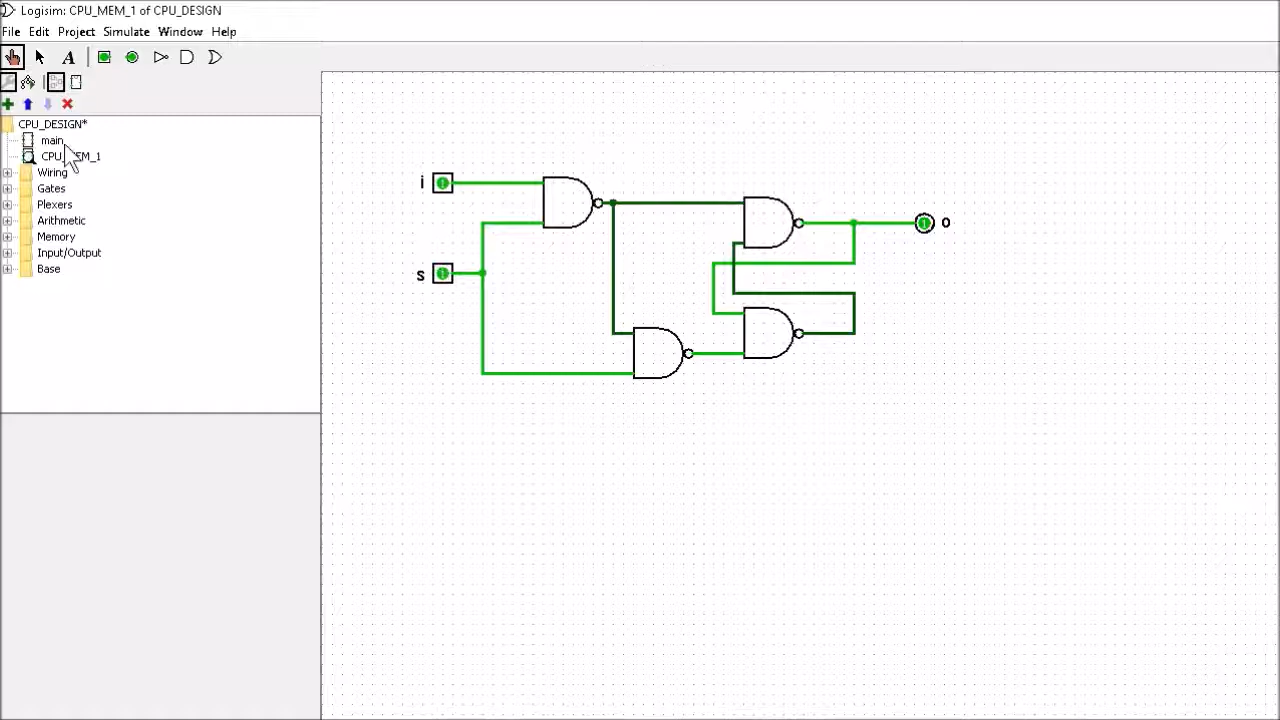 Logisim: CPU_MEM_1 of CPU_DESIGN
File Edit Project Simulate Window Help
A
CPU_DESIGN*
main
CPU_MEM_1
Wiring
Gates
Plexers
Arithmetic
Memory
Input/Output
Base
i 1
s 1
1 o